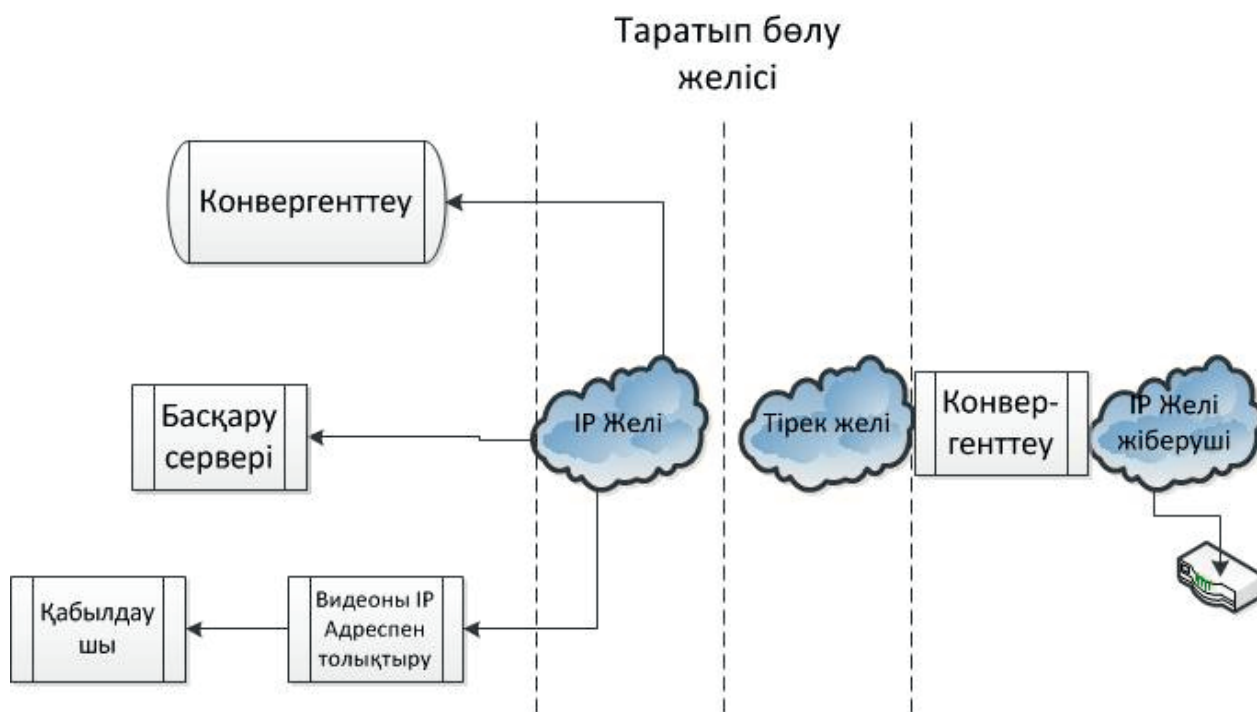 Таратып бөлу
желісі
Конвергенттеу
Басқару
сервері
IP Желі
Тірек желі
Конвер-
генттеу
IP Желі
жіберуші
Қабылдау
шы
Видеоны IP
Адреспен
толықтыру